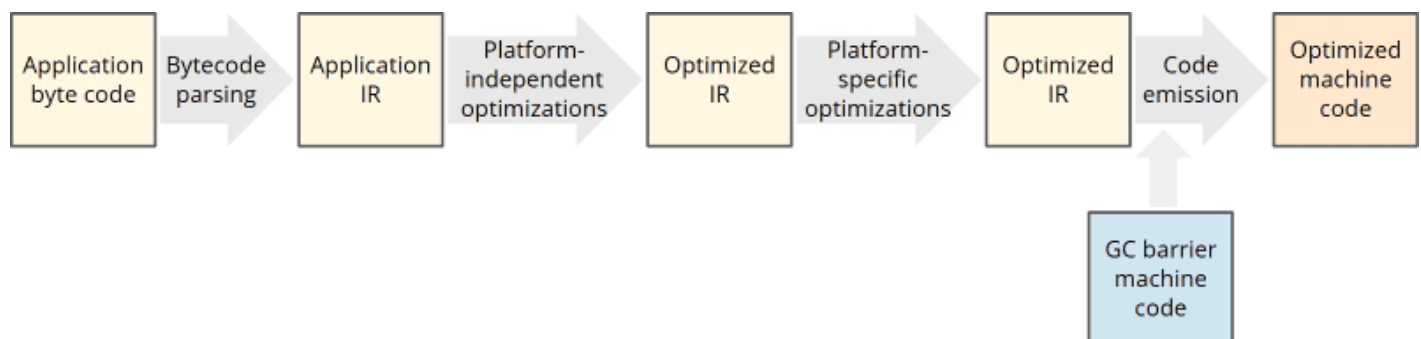 Application
byte code
Bytecode
parsing
Application
IR
Platform-
independent
optimizations
Optimized
IR
Platform-
specific
optimizations
Optimized
IR
Code
emission
Optimized
machine
code
GC barrier
machine
code